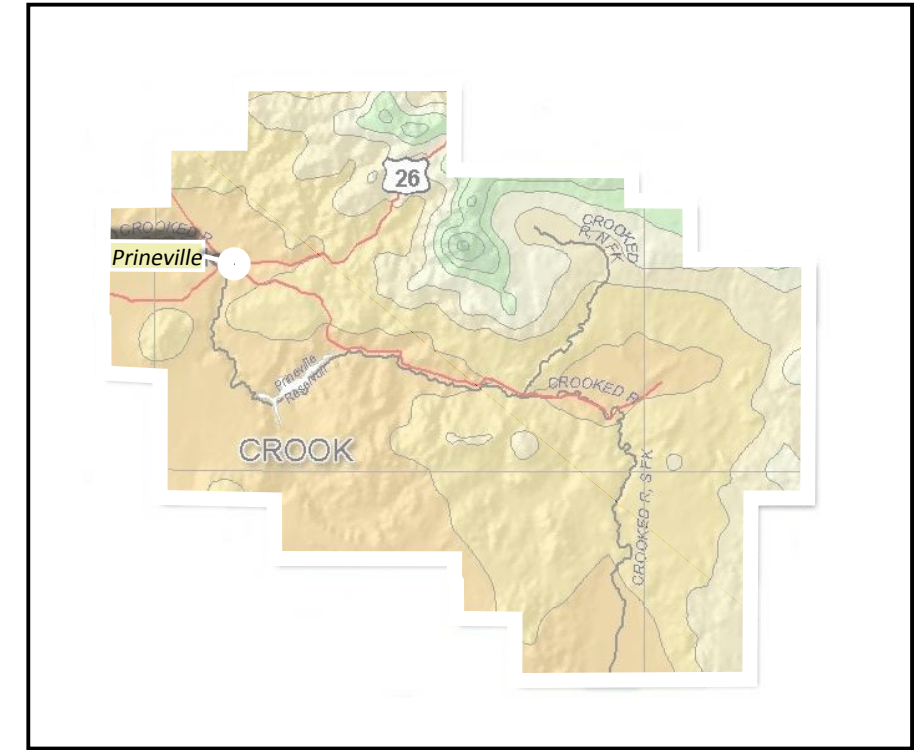 26
CROOKED
R, N FK
CROOKED R
Prineville
Prineville
Reservoir
CROOKED R
CROOK
CROOKED R, S FK